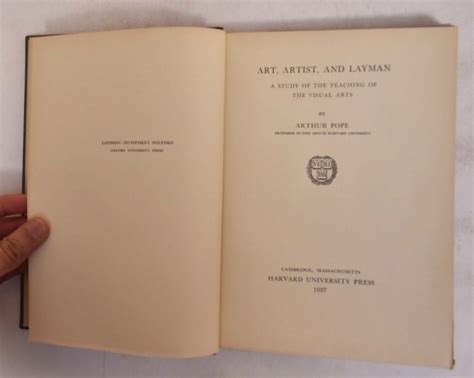 LONDON: HUMPHREY MILFORD
OXFORD UNIVERSITY PRESS
ART, ARTIST, AND LAYMAN
A STUDY OF THE TEACHING OF
THE VISUAL ARTS
BY
ARTHUR POPE
PROFESSOR OF FINE ARTS IN HARVARD UNIVERSITY
CAMBRIDGE, MASSACHUSETTS
HARVARD UNIVERSITY PRESS
1937